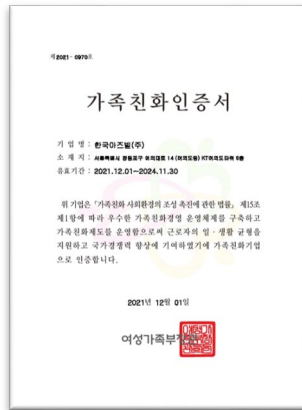 제2021- 0970호
가족친화인증서
기 업 명 : 한국아즈빌(주)
소 재 지 : 서울특별시 영등포구 여의대로 14 (여의도동) KT여의도타워 6층
유효기간 : 2021.12.01~2024.11.30
위 기업은 「가족친화 사회환경의 조성 촉진에 관한 법률」 제15조
제1항에 따라 우수한 가족친화경영 운영체제를 구축하고
가족친화제도를 운영함으로써 근로자의 일 · 생활 균형을
지원하고 국가경쟁력 향상에 기여하였기에 가족친화기업
으로 인증합니다.
2021년 12월 01일
여성가족부장관